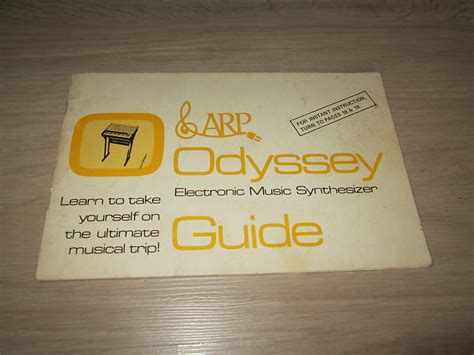 ARP
FOR INSTANT INSTRUCTION,
TURN TO PAGES 18 & 19.
Odyssey
Electronic Music Synthesizer
Guide
Learn to take
yourself on
the ultimate
musical trip!